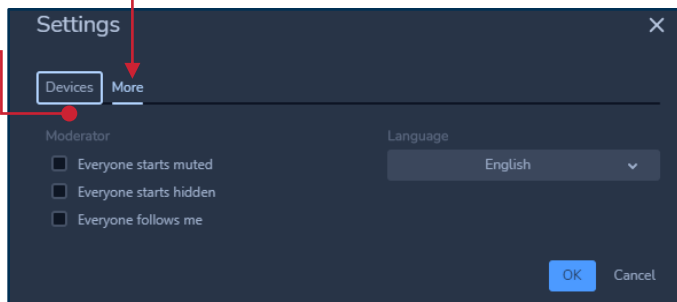 Settings
Devices More
Moderator
Language
Everyone starts muted
English
Everyone starts hidden
Everyone follows me
OK Cancel